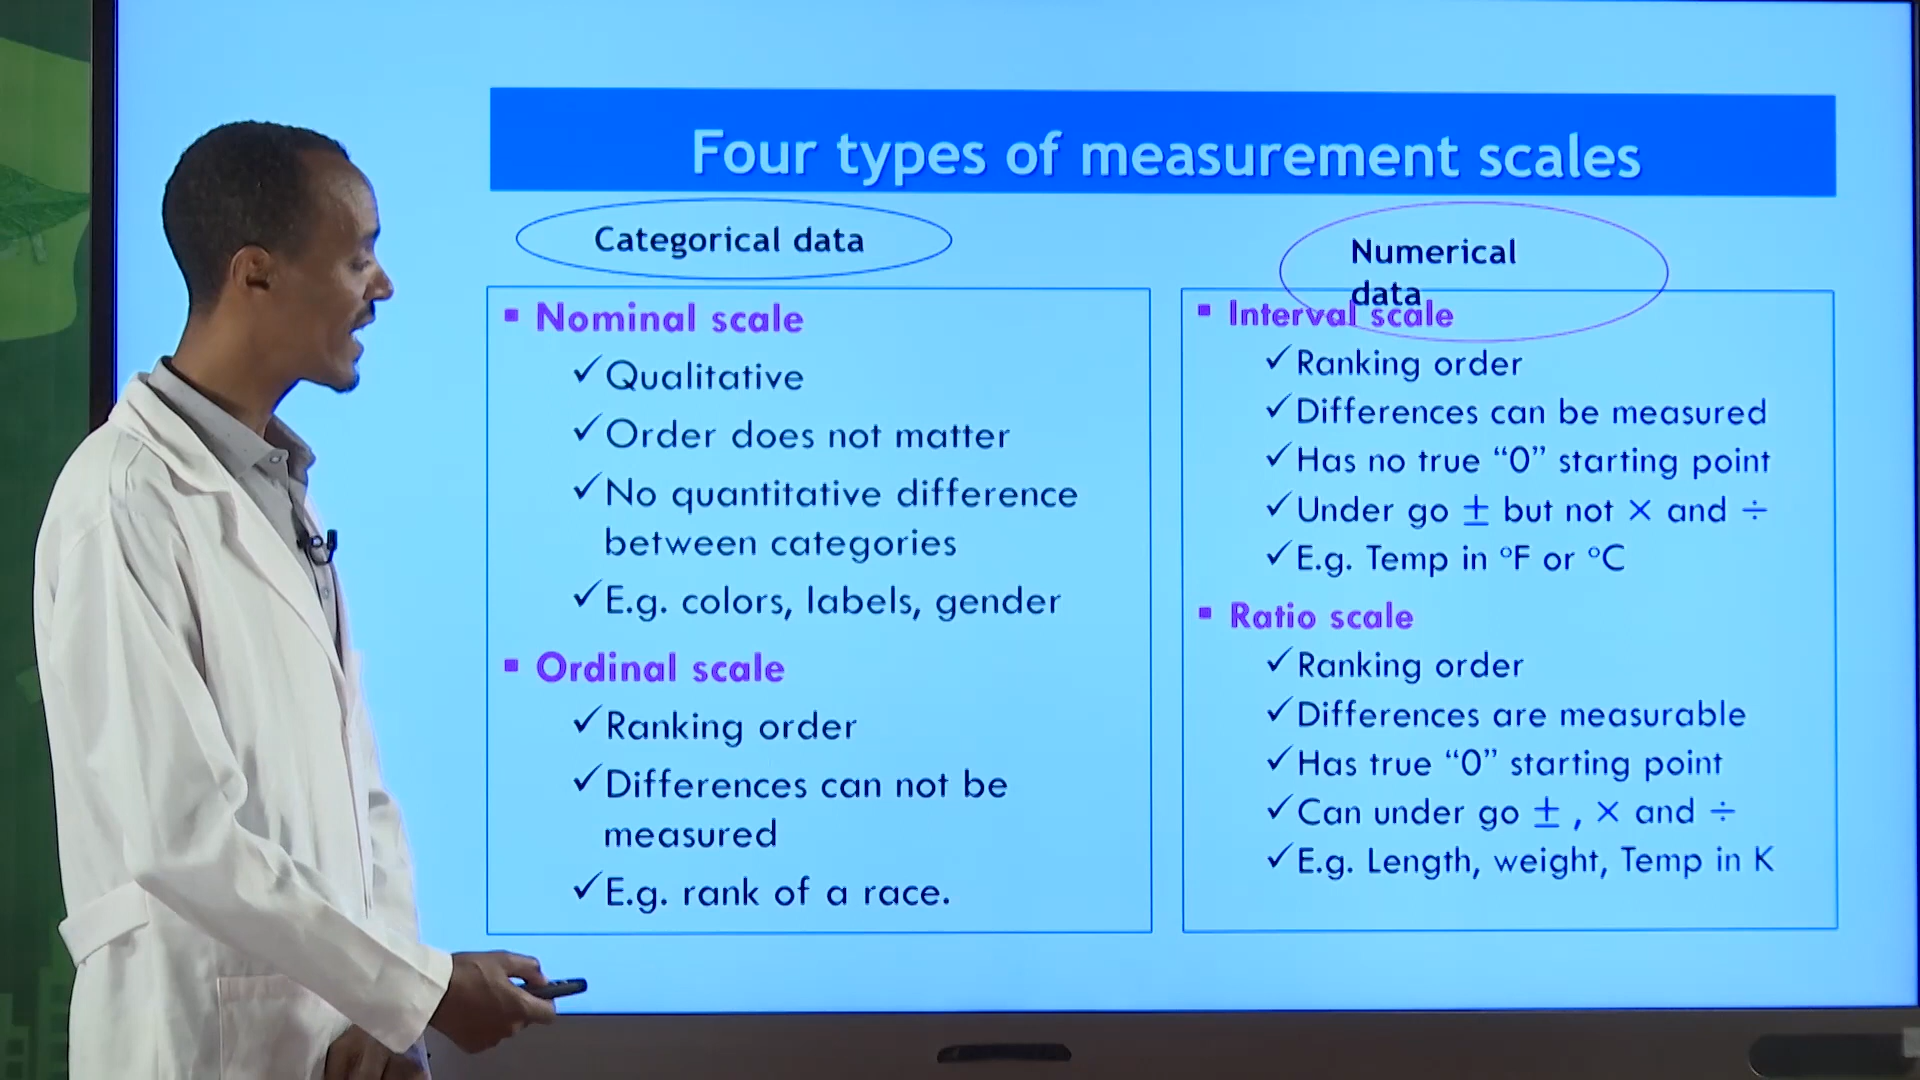 Four types of measurement scales
Categorical data
▪ Nominal scale
✓Qualitative
✓Order does not matter
✓No quantitative difference
between categories
✓E.g. colors, labels, gender
▪ Ordinal scale
✓Ranking order
✓Differences can not be
measured
✓E.g. rank of a race.
Numerical
data
▪ Interval scale
✓Ranking order
✓Differences can be measured
✓Has no true “0” starting point
✓Under go ± but not × and ÷
✓E.g. Temp in °F or °C
▪ Ratio scale
✓Ranking order
✓Differences are measurable
✓Has true “0” starting point
✓Can under go ± , × and ÷
✓E.g. Length, weight, Temp in K